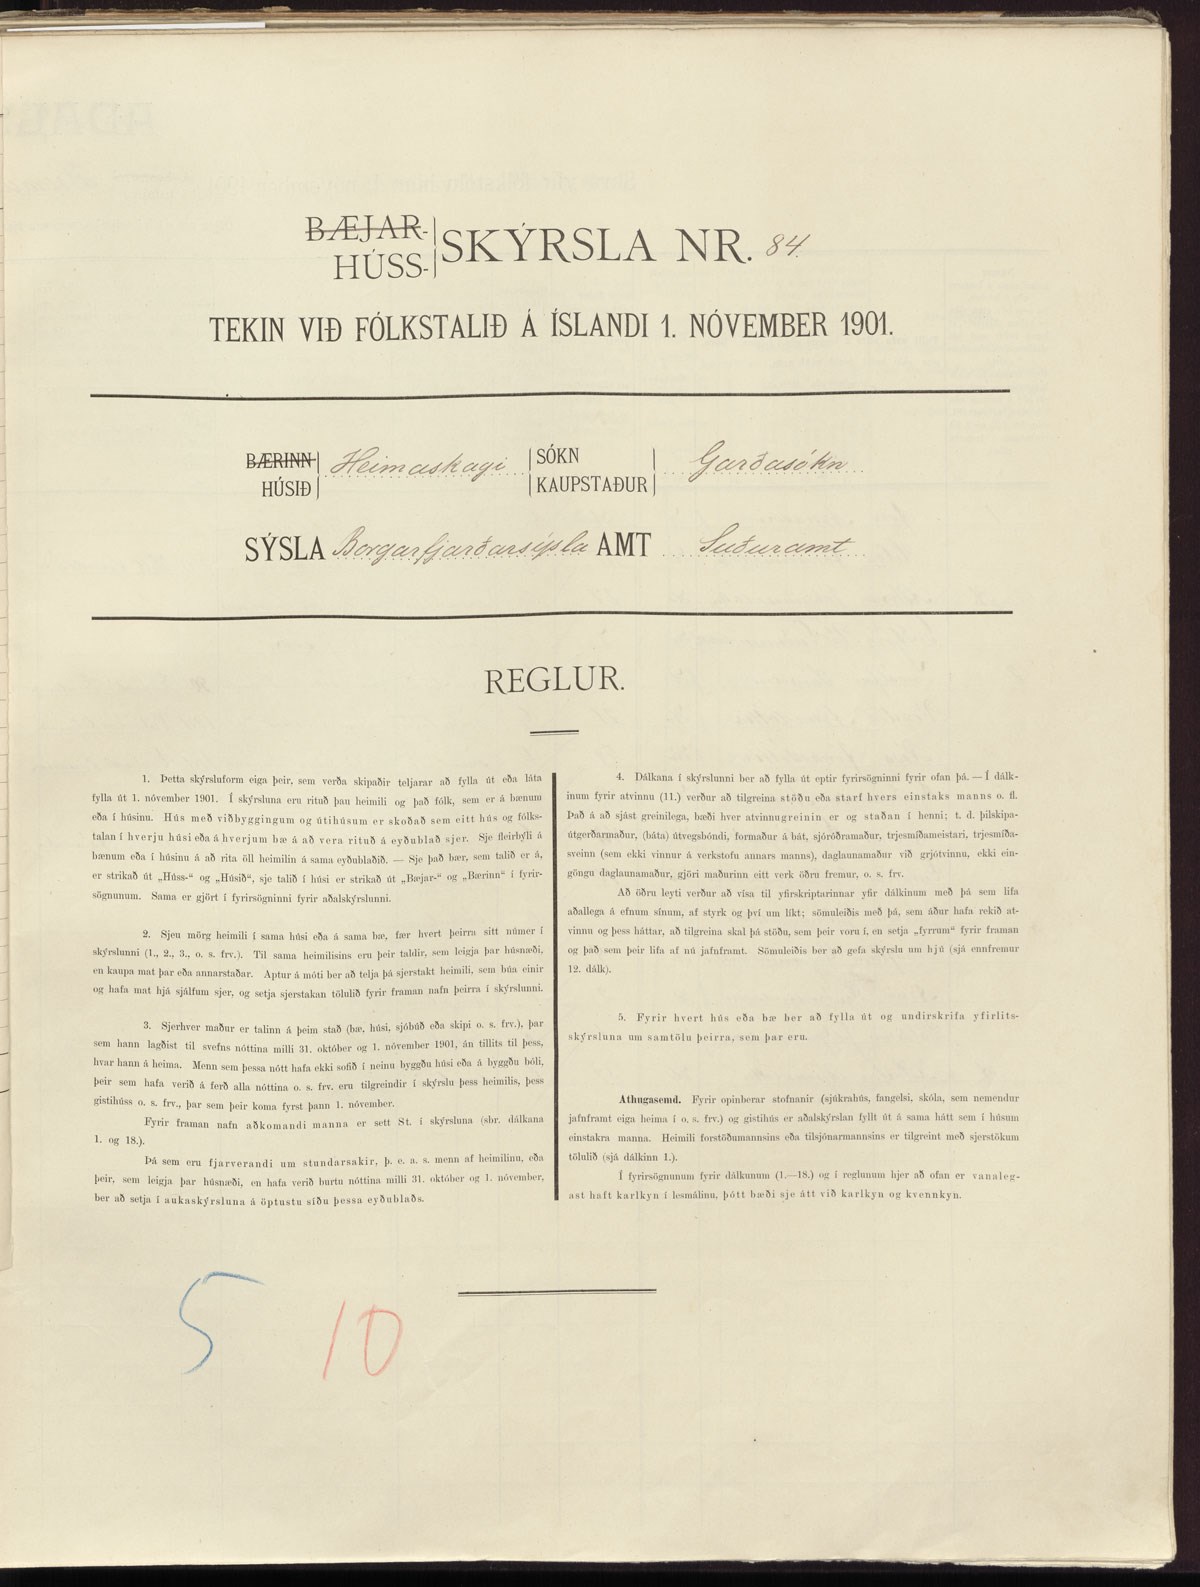 BÆJAR-
HÚSS- SKÝRSLA NR. 84.
TEKIN VIÐ FÓLKSTALIÐ Á ÍSLANDI 1. NÓVEMBER 1901.
BÆRINN Heimaskagi SÓKN Garðasókn
HÚSIÐ KAUPSTAÐUR
SÝSLA Borgarfjarðarsýsla AMT Suðuramt
REGLUR.
1. Þetta skýrsluform eiga þeir, sem verða skipaðir teljarar að fylla út eða láta
fylla út 1. nóvember 1901. Í skýrsluna eru rituð þau heimili og það fólk, sem er á bænum
eða í húsinu. Hús með viðbyggingum og útihúsum er skoðað sem eitt hús og fólks-
talan í hverju húsi eða á hverjum bæ á að vera rituð á eyðublað sjer. Sje fleirbýli á
bænum eða í húsinu á að rita öll heimilin á sama eyðublaðið. — Sje það bær, sem talið er á,
er strikað út „Húss-“ og „Húsið“, sje talið í húsi er strikað út „Bæjar-“ og „Bærinn“ í fyrir-
sögnunum. Sama er gjört í fyrirsögninni fyrir aðalskýrslunni.
2. Sjeu mörg heimili í sama húsi eða á sama bæ, fær hvert þeirra sitt númer í
skýrslunni (1., 2., 3., o. s. frv.). Til sama heimilisins eru þeir taldir, sem leigja þar húsnæði,
en kaupa mat þar eða annarstaðar. Aptur á móti ber að telja þá sjerstakt heimili, sem búa einir
og hafa mat hjá sjálfum sjer, og setja sjerstakan tölulið fyrir framan nafn þeirra í skýrslunni.
3. Sjerhver maður er talinn á þeim stað (bæ, húsi, sjóbúð eða skipi o. s. frv.), þar
sem hann lagðist til svefns nóttina milli 31. október og 1. nóvember 1901, án tillits til þess,
hvar hann á heima. Menn sem þessa nótt hafa ekki sofið í neinu byggðu húsi eða á byggðu bóli,
þeir sem hafa verið á ferð alla nóttina o. s. frv. eru tilgreindir í skýrslu þess heimilis, þess
gistihúss o. s. frv., þar sem þeir koma fyrst þann 1. nóvember.
Fyrir framan nafn aðkomandi manna er sett St. í skýrsluna (sbr. dálkana
1. og 18.).
Þá sem eru fjarverandi um stundarsakir, þ. e. a. s. menn af heimilinu, eða
þeir, sem leigja þar húsnæði, en hafa verið burtu nóttina milli 31. október og 1. nóvember,
ber að setja í aukaskýrsluna á öptustu síðu þessa eyðublaðs.
4. Dálkana í skýrslunni ber að fylla út eptir fyrirsögninni fyrir ofan þá. — Í dálk-
inum fyrir atvinnu (11.) verður að tilgreina stöðu eða starf hvers einstaks manns o. fl.
Það á að sjást greinilega, bæði hver atvinnugreinin er og staðan í henni; t. d. þilskipa-
útgerðarmaður, (báta) útvegsbóndi, formaður á bát, sjóróðramaður, trjesmíðameistari, trjesmíða-
sveinn (sem ekki vinnur á verkstofu annars manns), daglaunamaður við grjótvinnu, ekki ein-
göngu daglaunamaður, gjöri maðurinn eitt verk öðru fremur, o. s. frv.
Að öðru leyti verður að vísa til yfirskriptarinnar yfir dálkinum með þá sem lifa
aðallega á efnum sínum, af styrk og því um líkt; sömuleiðis með þá, sem áður hafa rekið at-
vinnu og þess háttar, að tilgreina skal þá stöðu, sem þeir voru í, en setja „fyrrum“ fyrir framan
og það sem þeir lifa af nú jafnframt. Sömuleiðis ber að gefa skýrslu um hjú (sjá ennfremur
12. dálk).
5. Fyrir hvert hús eða bæ ber að fylla út og undirskrifa yfirlits-
skýrsluna um samtölu þeirra, sem þar eru.
Athugasemd. Fyrir opinberar stofnanir (sjúkrahús, fangelsi, skóla, sem nemendur
jafnframt eiga heima í o. s. frv.) og gistihús er aðalskýrslan fyllt út á sama hátt sem í húsum
einstakra manna. Heimili forstöðumannsins eða tilsjónarmannsins er tilgreint með sjerstökum
tölulið (sjá dálkinn 1.).
Í fyrirsögnunum fyrir dálkunum (1.—18.) og í reglunum hjer að ofan er vanaleg-
ast haft karlkyn í lesmálinu, þótt bæði sje átt við karlkyn og kvennkyn.
5 10